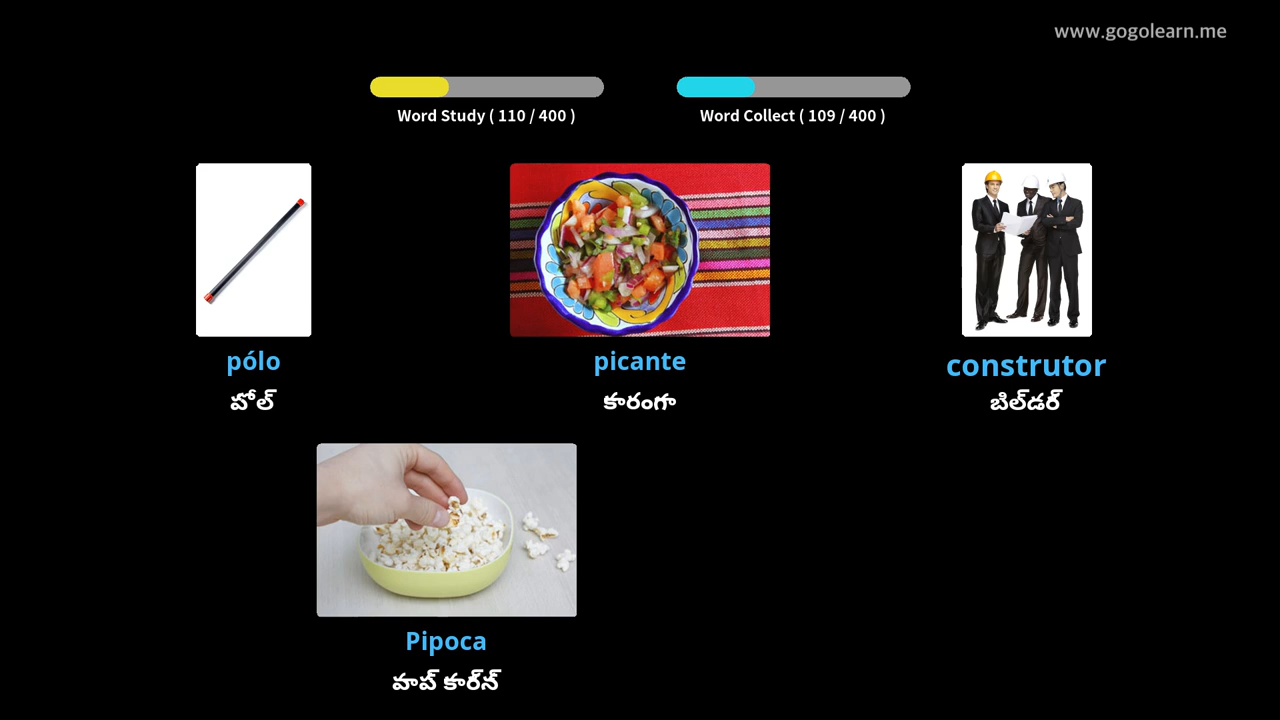 www.gogolearn.me
Word Study ( 110 / 400 )
Word Collect ( 109 / 400 )
pólo
పోల్
picante
కారంగా
construtor
బిల్డర్
Pipoca
పాప్ కార్న్